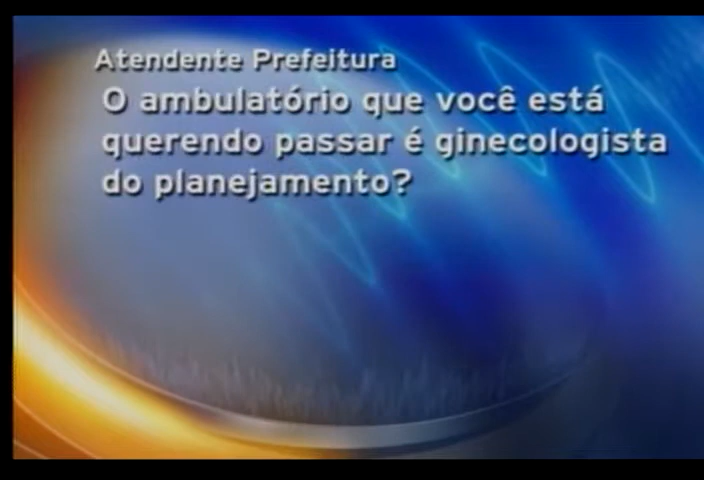 Atendente Prefeitura
O ambulatório que você está
querendo passar é ginecologista
do planejamento?